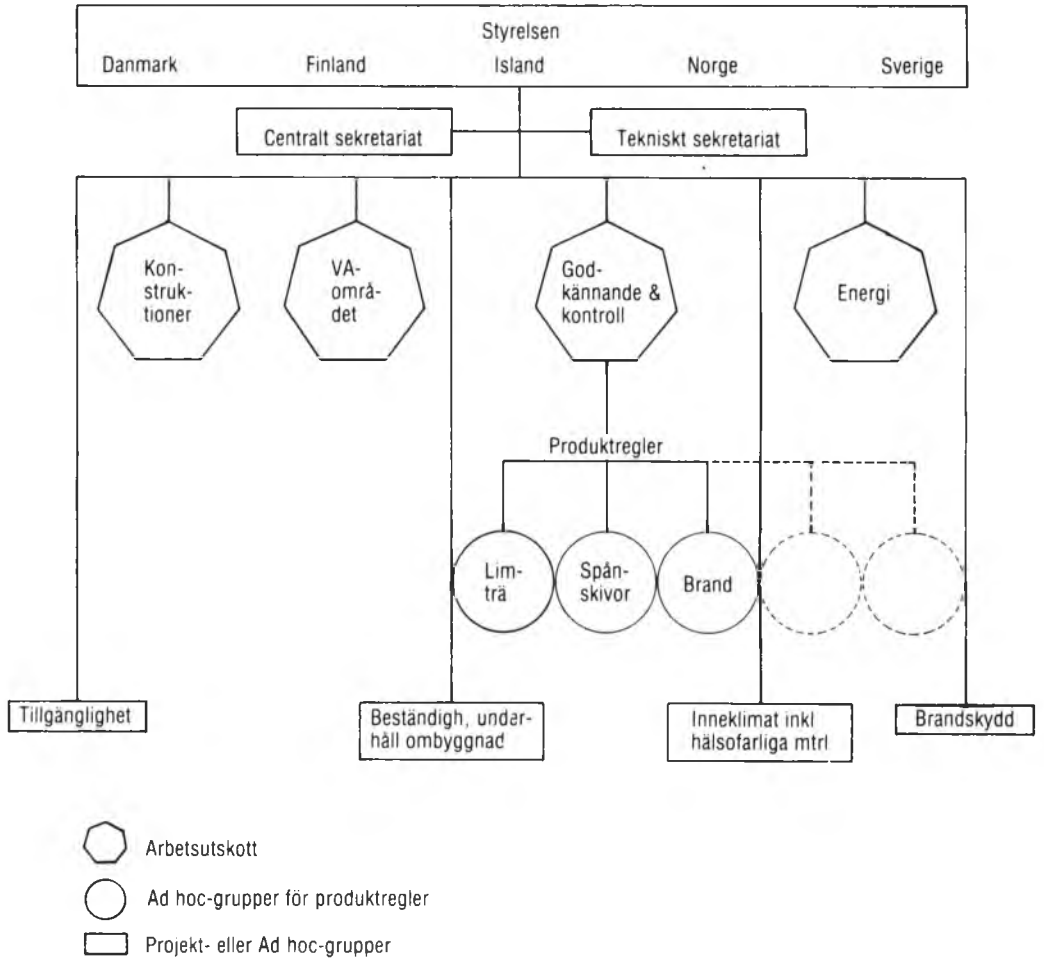 Styrelsen
Danmark Finland Island Norge Sverige
Centralt sekretariat
Tekniskt sekretariat
Kon-
struk-
tioner
VA-
områ-
det
God-
kännande &
kontroll
Energi
Produktregler
Lim-
trä
Spån-
skivor
Brand
Tillgänglighet
Beständigh, under-
håll ombyggnad
Inneklimat inkl
hälsofarliga mtrl
Brandskydd
Arbetsutskott
Ad hoc-grupper för produktregler
Projekt- eller Ad hoc-grupper